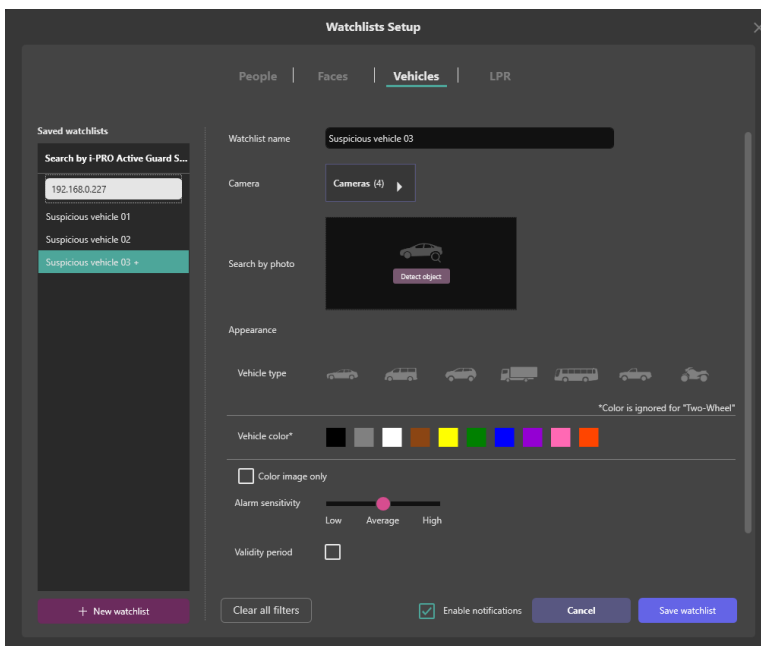 Watchlists Setup
People
Faces
Vehicles
LPR
Saved watchlists
Search by i-PRO Active Guard S...
192.168.0.227
Suspicious vehicle 01
Suspicious vehicle 02
Suspicious vehicle 03 +
+ New watchlist
Watchlist name
Suspicious vehicle 03
Camera
Cameras (4)
Search by photo
Detect object
Appearance
Vehicle type
*Color is ignored for "Two-Wheel"
Vehicle color*
Color image only
Alarm sensitivity
Low Average High
Validity period
Clear all filters
Enable notifications
Cancel
Save watchlist